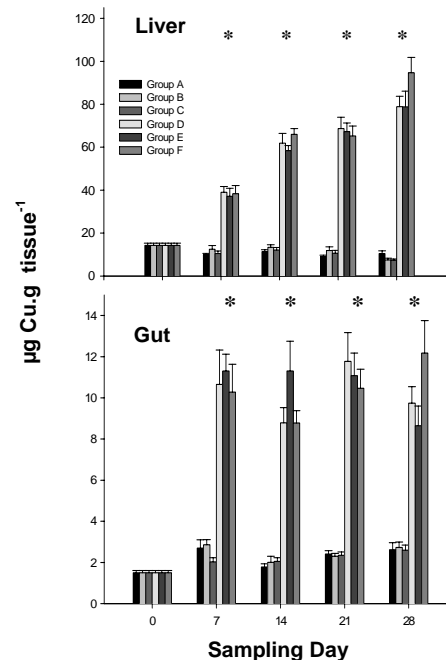 Liver
* * * *
120
100
80
60
40
20
0
Group A
Group B
Group C
Group D
Group E
Group F
µg Cu.g tissue⁻¹
Gut
* * * *
14
12
10
8
6
4
2
0
0 7 14 21 28
Sampling Day